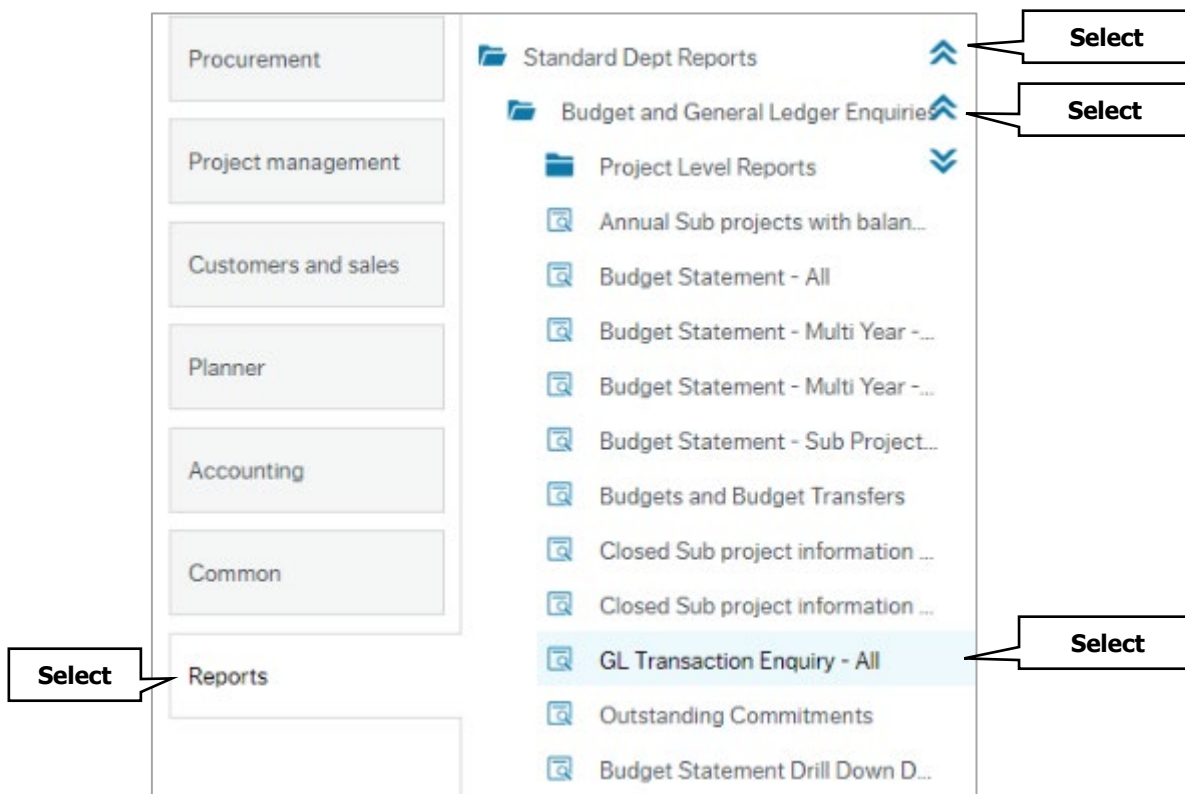 Procurement
Project management
Customers and sales
Planner
Accounting
Common
Select
Reports
Standard Dept Reports
Select
Budget and General Ledger Enquiries
Select
Project Level Reports
Annual Sub projects with balan...
Budget Statement - All
Budget Statement - Multi Year -...
Budget Statement - Multi Year -...
Budget Statement - Sub Project...
Budgets and Budget Transfers
Closed Sub project information ...
Closed Sub project information ...
GL Transaction Enquiry - All
Select
Outstanding Commitments
Budget Statement Drill Down D...